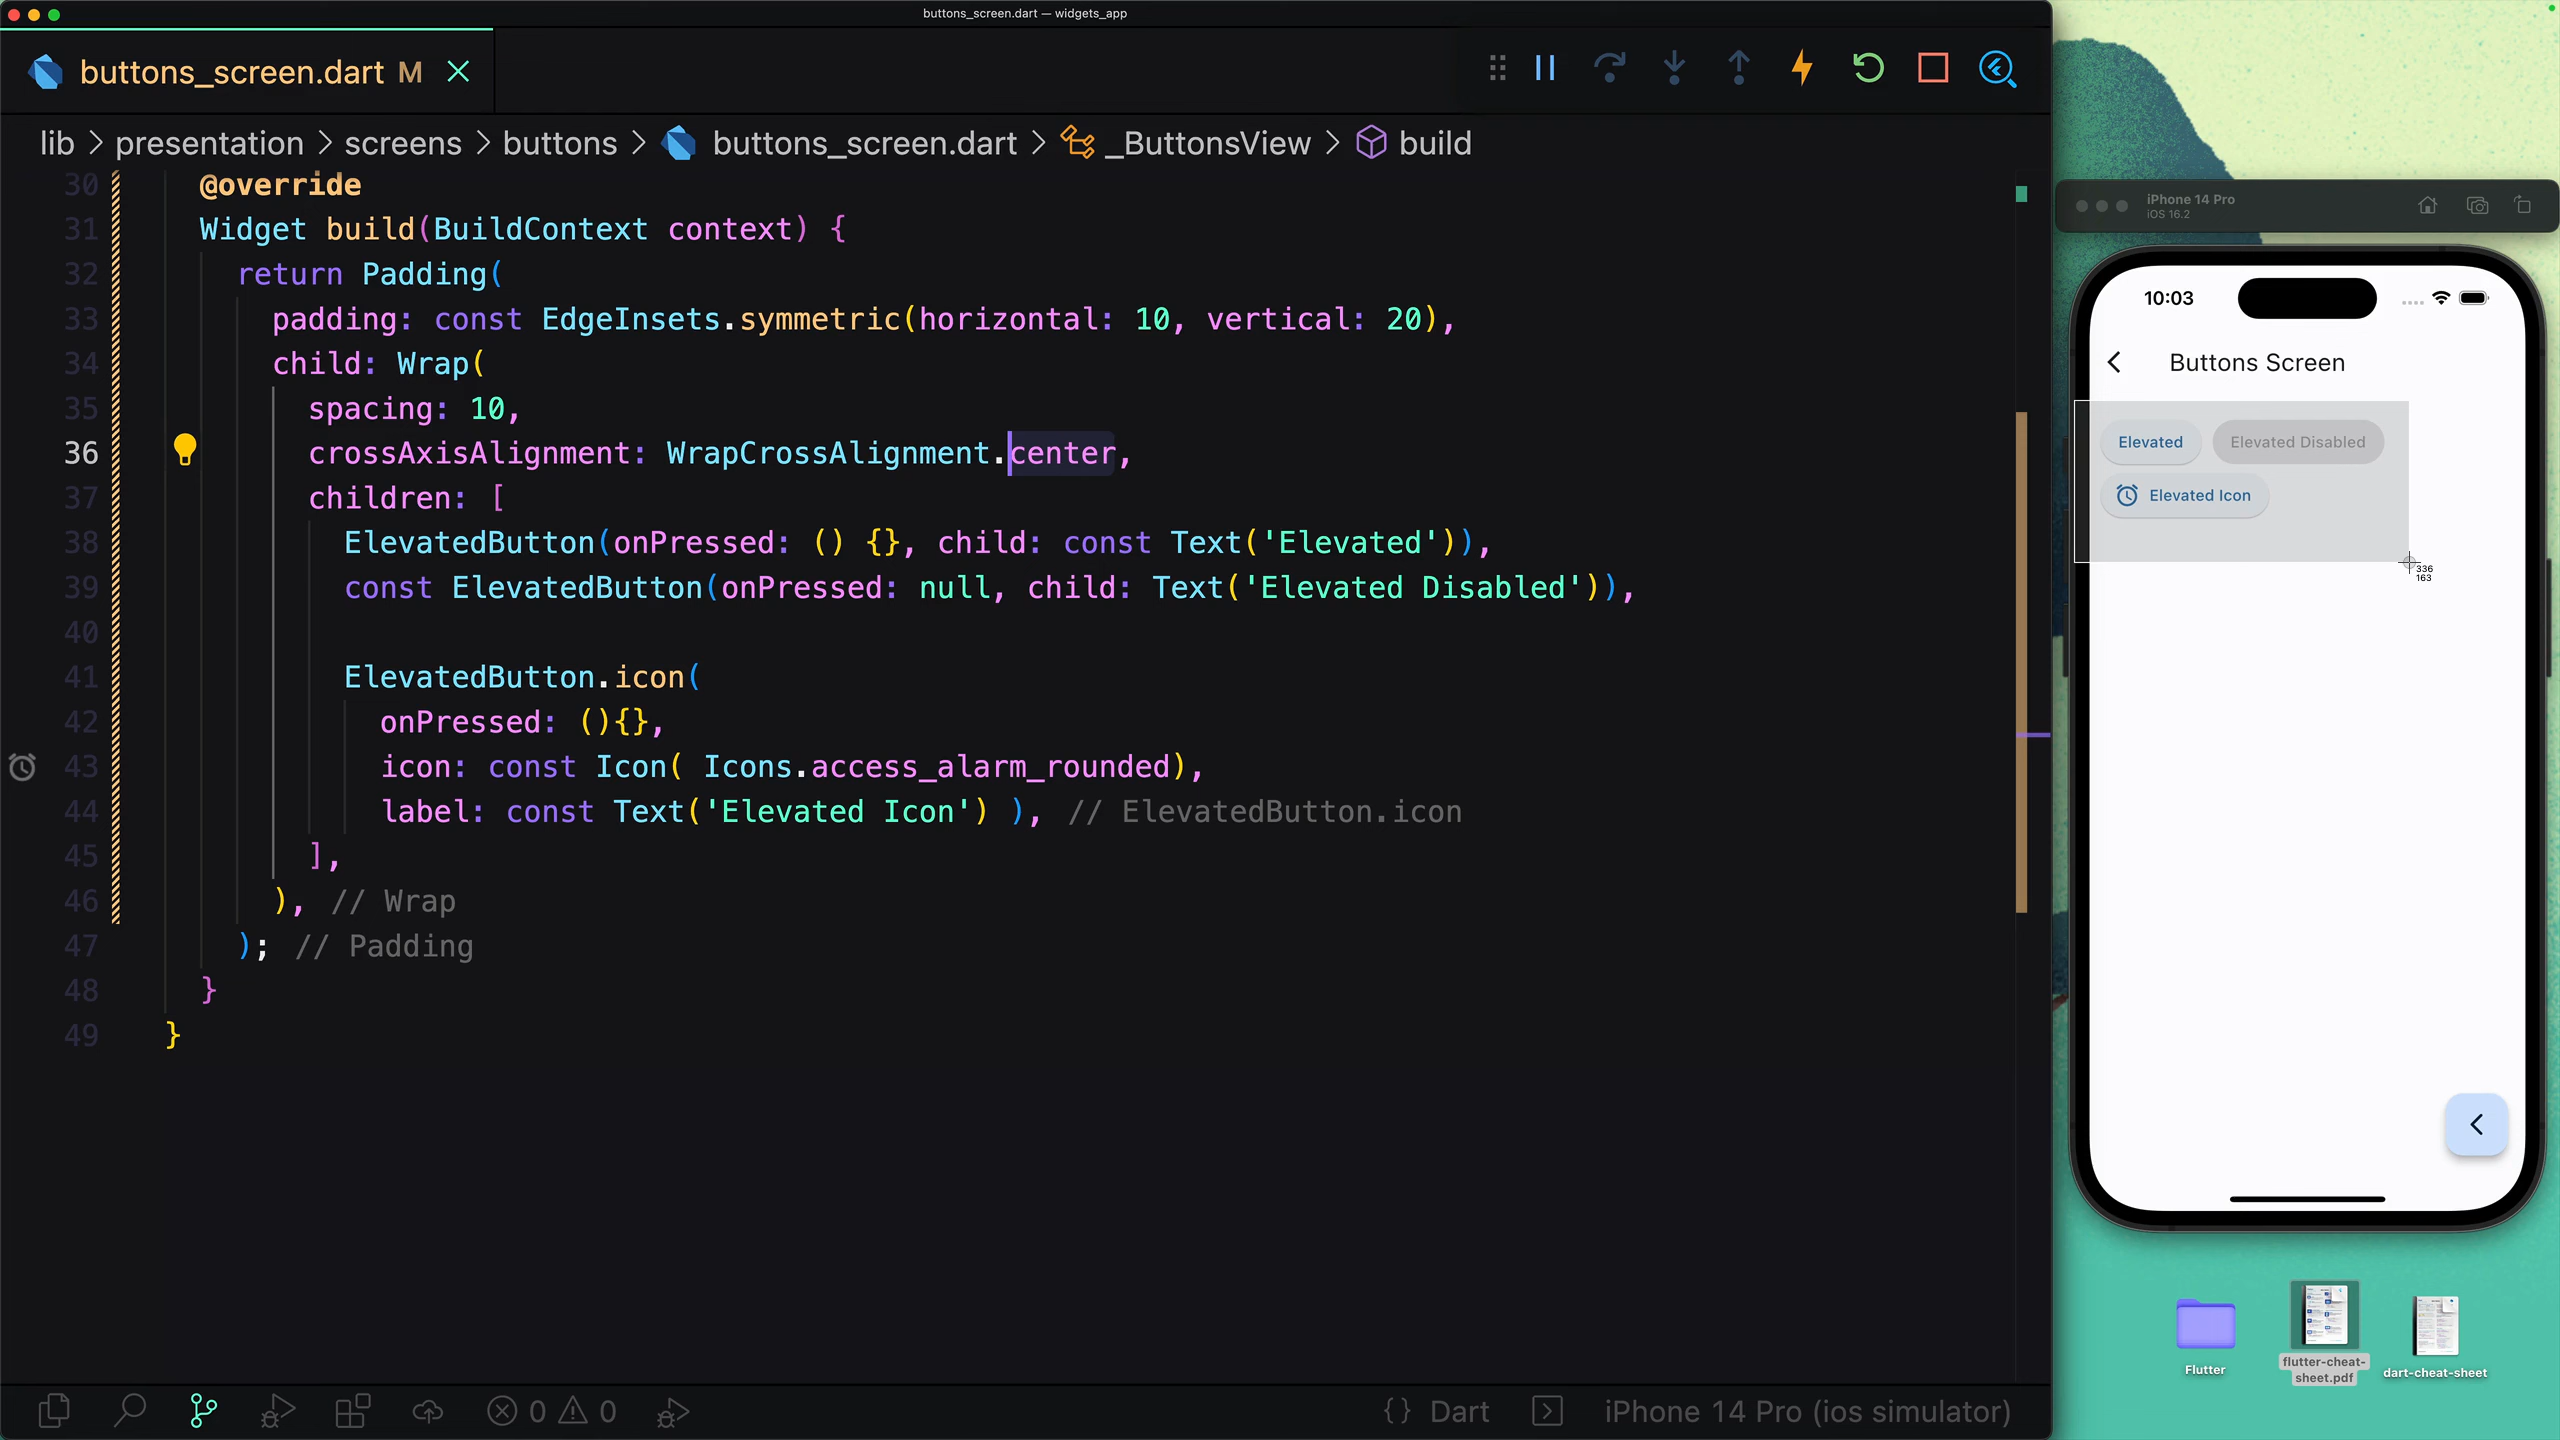 buttons_screen.dart — widgets_app
buttons_screen.dart M
lib > presentation > screens > buttons > buttons_screen.dart > _ButtonsView > build
30 @override
31 Widget build(BuildContext context) {
32 return Padding(
33 padding: const EdgeInsets.symmetric(horizontal: 10, vertical: 20),
34 child: Wrap(
35 spacing: 10,
36 crossAxisAlignment: WrapCrossAlignment.center,
37 children: [
38 ElevatedButton(onPressed: () {}, child: const Text('Elevated')),
39 const ElevatedButton(onPressed: null, child: Text('Elevated Disabled')),
40
41 ElevatedButton.icon(
42 onPressed: (){},
43 icon: const Icon( Icons.access_alarm_rounded),
44 label: const Text('Elevated Icon') ), // ElevatedButton.icon
45 ],
46 ), // Wrap
47 ); // Padding
48 }
49 }
0 0
{} Dart
iPhone 14 Pro (ios simulator)
iPhone 14 Pro
iOS 16.2
10:03
Buttons Screen
Elevated
Elevated Disabled
Elevated Icon
336
163
Flutter
flutter-cheat-
sheet.pdf
dart-cheat-sheet